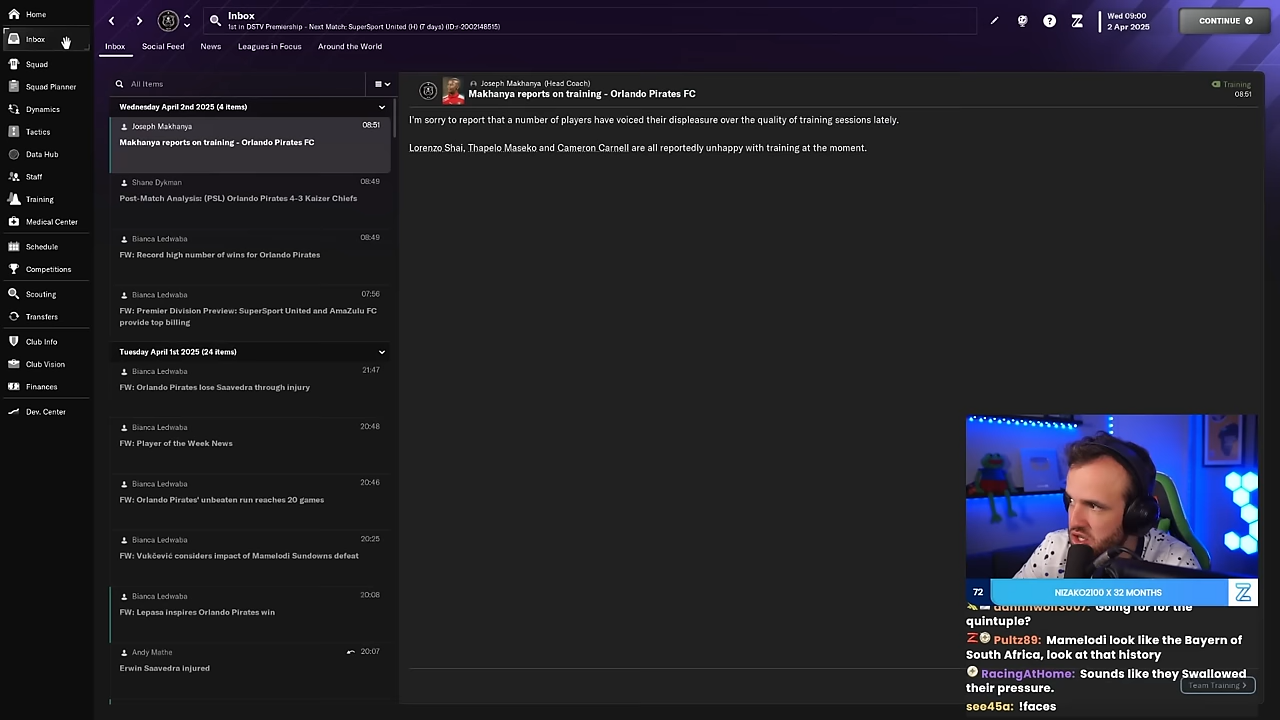 Home
Inbox
Squad
Squad Planner
Dynamics
Tactics
Data Hub
Staff
Training
Medical Center
Schedule
Competitions
Scouting
Transfers
Club Info
Club Vision
Finances
Dev. Center
Inbox
1st in DSTV Premiership - Next Match: SuperSport United (H) (7 days) (ID:r-2002148515)
Wed 09:00
2 Apr 2025
CONTINUE
Inbox
Social Feed
News
Leagues in Focus
Around the World
All Items
Wednesday April 2nd 2025 (4 items)
Joseph Makhanya 08:51
Makhanya reports on training - Orlando Pirates FC
Shane Dykman 08:49
Post-Match Analysis: (PSL) Orlando Pirates 4-3 Kaizer Chiefs
Bianca Ledwaba 08:49
FW: Record high number of wins for Orlando Pirates
Bianca Ledwaba 07:56
FW: Premier Division Preview: SuperSport United and AmaZulu FC
provide top billing
Tuesday April 1st 2025 (24 items)
Bianca Ledwaba 21:47
FW: Orlando Pirates lose Saavedra through injury
Bianca Ledwaba 20:48
FW: Player of the Week News
Bianca Ledwaba 20:46
FW: Orlando Pirates' unbeaten run reaches 20 games
Bianca Ledwaba 20:25
FW: Vukčević considers impact of Mamelodi Sundowns defeat
Bianca Ledwaba 20:08
FW: Lepasa inspires Orlando Pirates win
Andy Mathe 20:07
Erwin Saavedra injured
Joseph Makhanya (Head Coach)
Makhanya reports on training - Orlando Pirates FC
Training
08:51
I'm sorry to report that a number of players have voiced their displeasure over the quality of training sessions lately.
Lorenzo Shai, Thapelo Maseko and Cameron Carnell are all reportedly unhappy with training at the moment.
72 NIZAKO2100 X 32 MONTHS Z
Going for for the
quintuple?
Pultz89: Mamelodi look like the Bayern of
South Africa, look at that history
RacingAtHome: Sounds like they Swallowed
their pressure.
Team Training
see45a: !faces